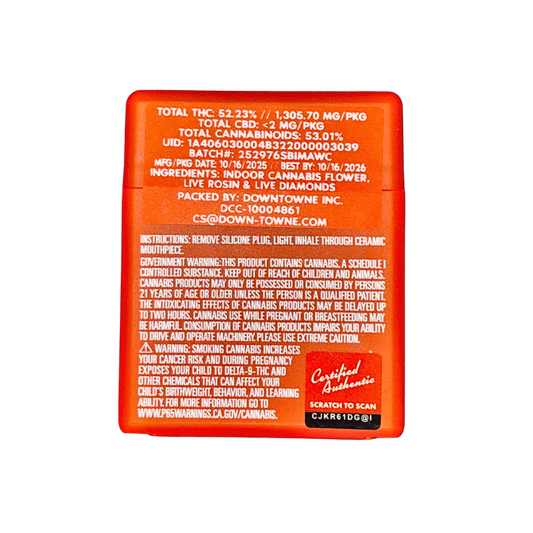 TOTAL THC: 52.23% // 1,305.70 MG/PKG
TOTAL CBD: <2 MG/PKG
TOTAL CANNABINOIDS: 53.01%
UID: 1A406030004B322000003039
BATCH#: 252976SBIMAWC
MFG/PKG DATE: 10/16/2025 // BEST BY: 10/16/2026
INGREDIENTS: INDOOR CANNABIS FLOWER,
LIVE ROSIN & LIVE DIAMONDS
PACKED BY: DOWNTOWNE INC.
DCC-10004861
CS@DOWN-TOWNE.COM
INSTRUCTIONS: REMOVE SILICONE PLUG, LIGHT, INHALE THROUGH CERAMIC
MOUTHPIECE.
GOVERNMENT WARNING:THIS PRODUCT CONTAINS CANNABIS, A SCHEDULE I
CONTROLLED SUBSTANCE. KEEP OUT OF REACH OF CHILDREN AND ANIMALS.
CANNABIS PRODUCTS MAY ONLY BE POSSESSED OR CONSUMED BY PERSONS
21 YEARS OF AGE OR OLDER UNLESS THE PERSON IS A QUALIFIED PATIENT.
THE INTOXICATING EFFECTS OF CANNABIS PRODUCTS MAY BE DELAYED UP
TO TWO HOURS. CANNABIS USE WHILE PREGNANT OR BREASTFEEDING MAY
BE HARMFUL. CONSUMPTION OF CANNABIS PRODUCTS IMPAIRS YOUR ABILITY
TO DRIVE AND OPERATE MACHINERY. PLEASE USE EXTREME CAUTION.
⚠ WARNING: SMOKING CANNABIS INCREASES
YOUR CANCER RISK AND DURING PREGNANCY
EXPOSES YOUR CHILD TO DELTA-9-THC AND
OTHER CHEMICALS THAT CAN AFFECT YOUR
CHILD'S BIRTHWEIGHT, BEHAVIOR, AND LEARNING
ABILITY. FOR MORE INFORMATION GO TO
WWW.P65WARNINGS.CA.GOV/CANNABIS.
Certified
Authentic
SCRATCH TO SCAN
CJKR61DG@I